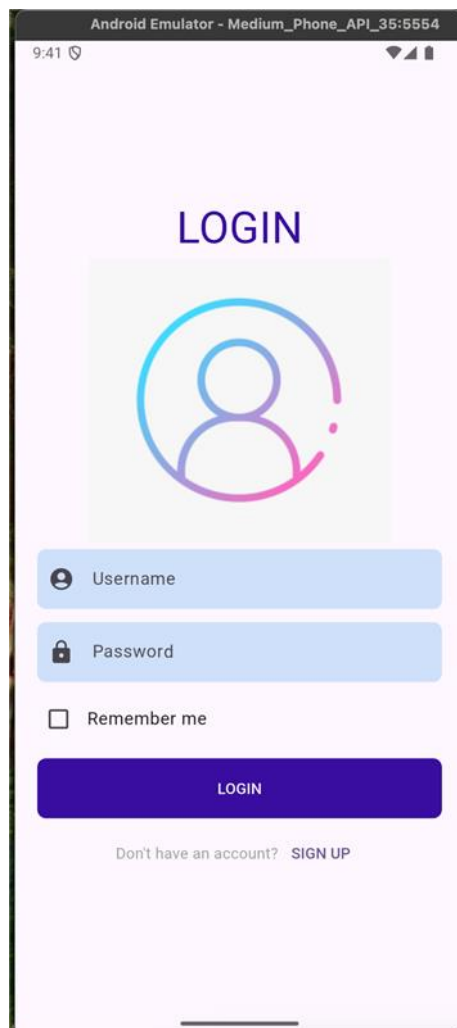 Android Emulator - Medium_Phone_API_35:5554
9:41
LOGIN
Username
Password
Remember me
LOGIN
Don't have an account? SIGN UP